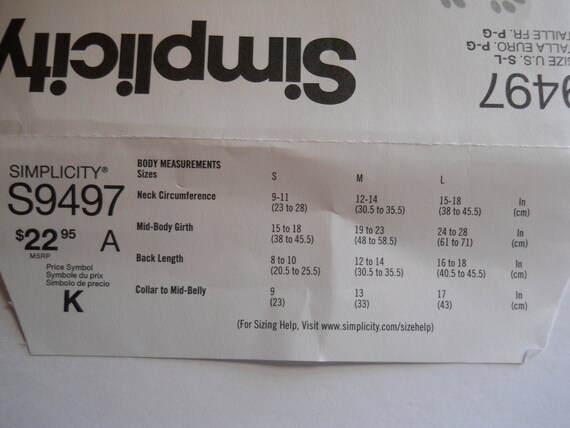 Simplicity
9497
SIZE U.S. S-L
TALLA EURO. P-G
TAILLE FR. P-G
SIMPLICITY®
S9497
$22.95 A
MSRP
Price Symbol
Symbole du prix
Símbolo de precio
K
BODY MEASUREMENTS
Sizes S M L
Neck Circumference 9-11 12-14 15-18 In
(23 to 28) (30.5 to 35.5) (38 to 45.5) (cm)
Mid-Body Girth 15 to 18 19 to 23 24 to 28 In
(38 to 45.5) (48 to 58.5) (61 to 71) (cm)
Back Length 8 to 10 12 to 14 16 to 18 In
(20.5 to 25.5) (30.5 to 35.5) (40.5 to 45.5) (cm)
Collar to Mid-Belly 9 13 17 In
(23) (33) (43) (cm)
(For Sizing Help, Visit www.simplicity.com/sizehelp)